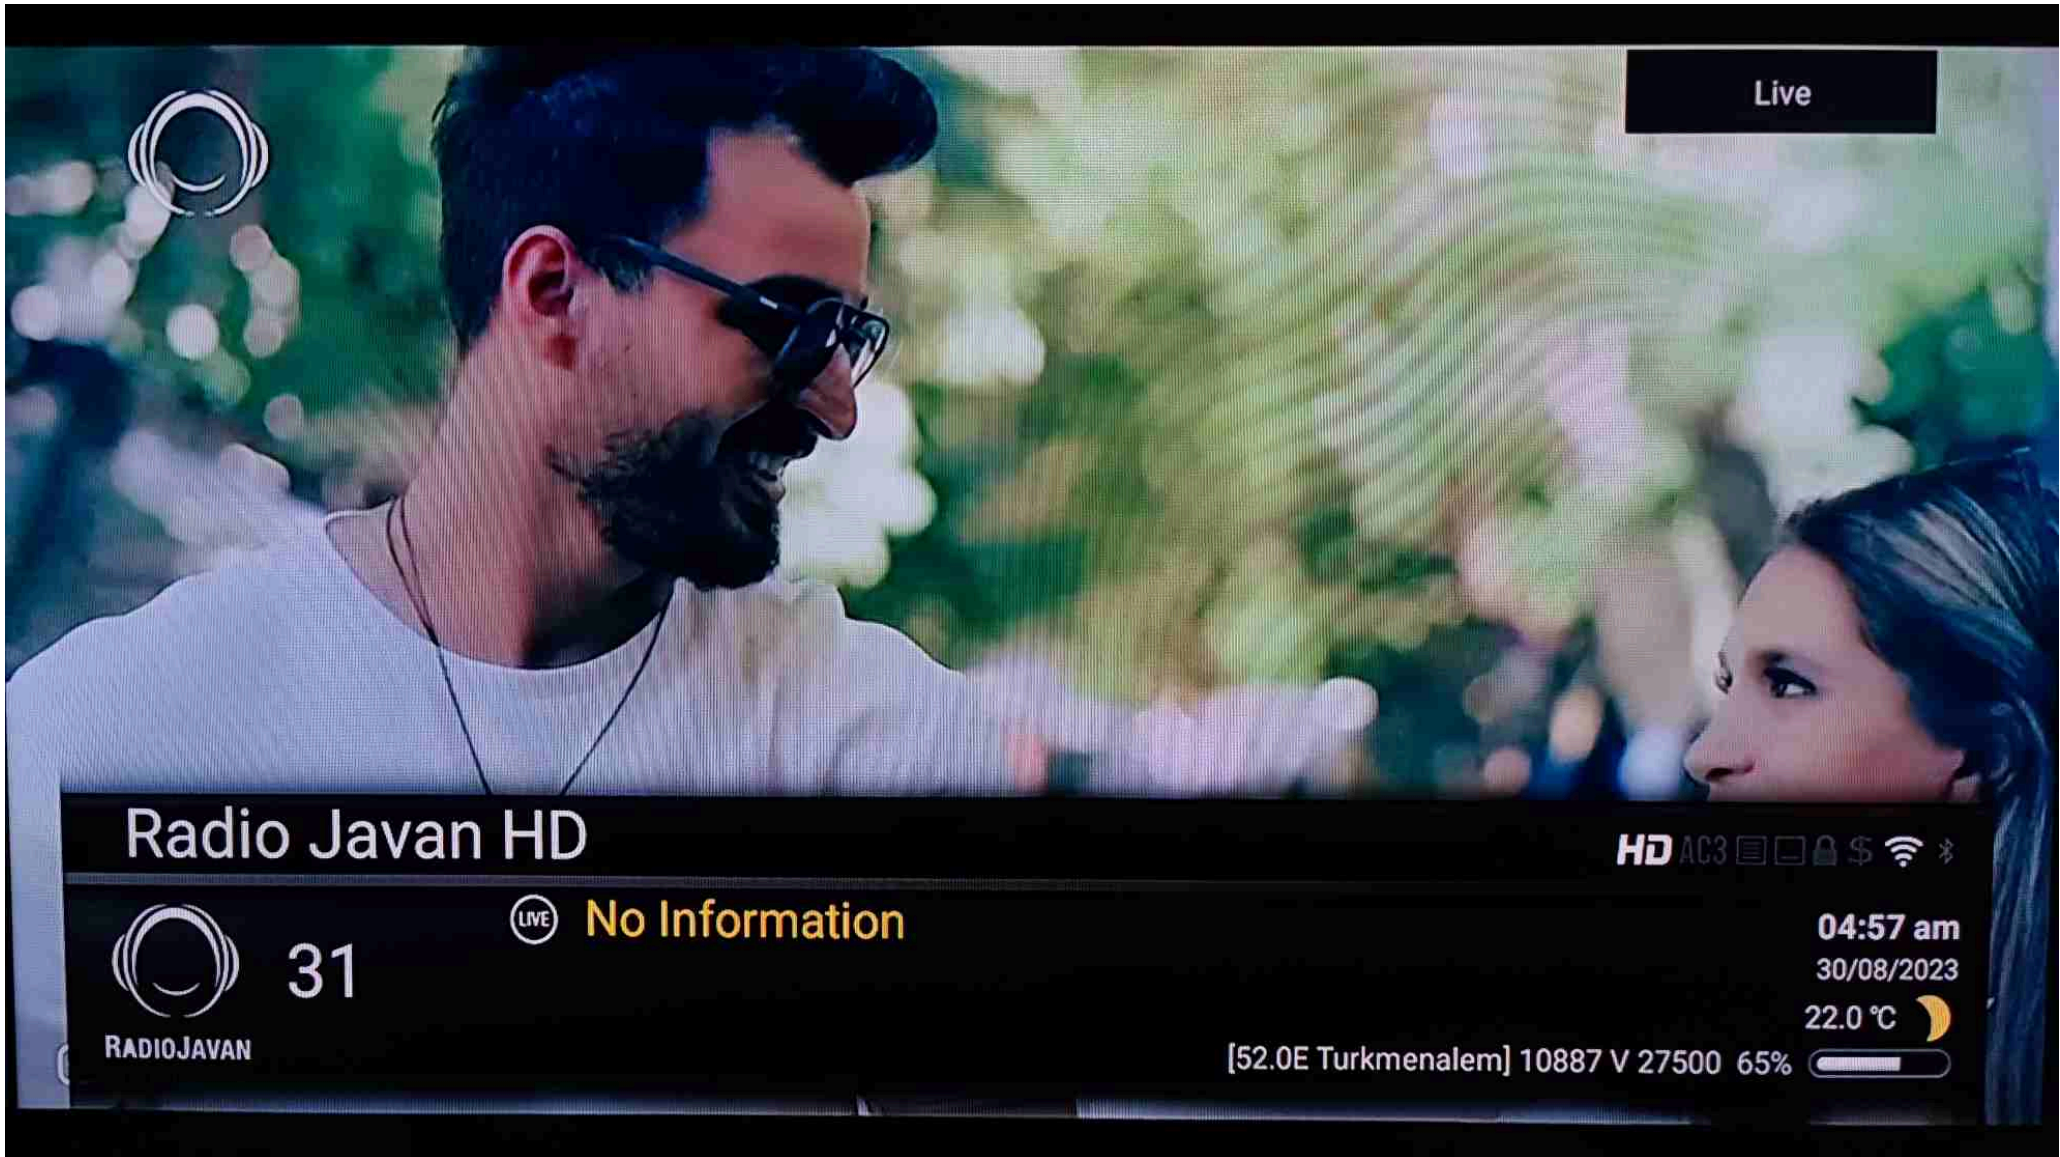 Live
Radio Javan HD
HD AC3 $
LIVE No Information
31
04:57 am
30/08/2023
22.0 °C
RADIOJAVAN
[52.0E Turkmenalem] 10887 V 27500 65%